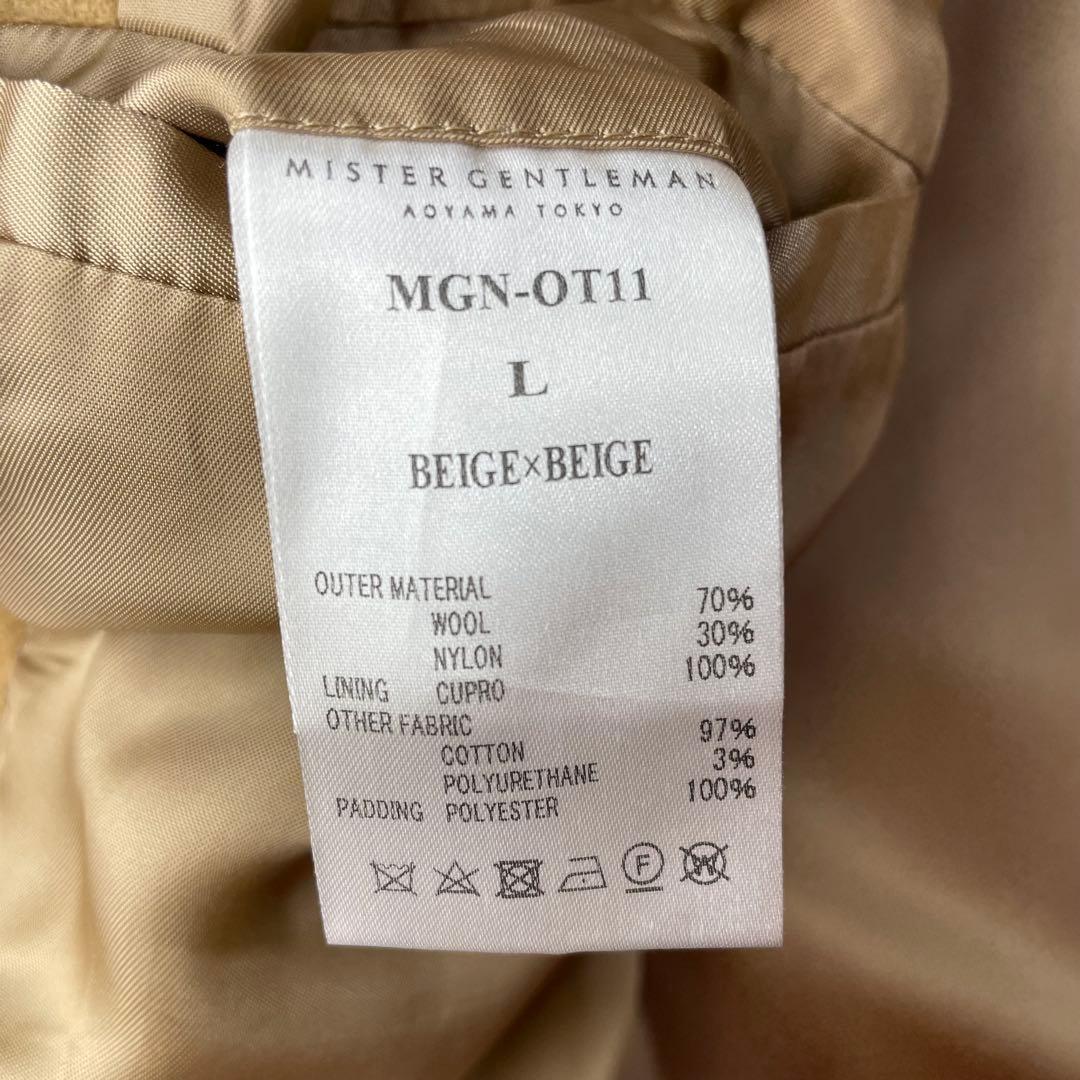 MISTER GENTLEMAN
AOYAMA TOKYO
MGN-OT11
L
BEIGE×BEIGE
OUTER MATERIAL
WOOL 70%
NYLON 30%
LINING CUPRO 100%
OTHER FABRIC
COTTON 97%
POLYURETHANE 3%
PADDING POLYESTER 100%
F
W